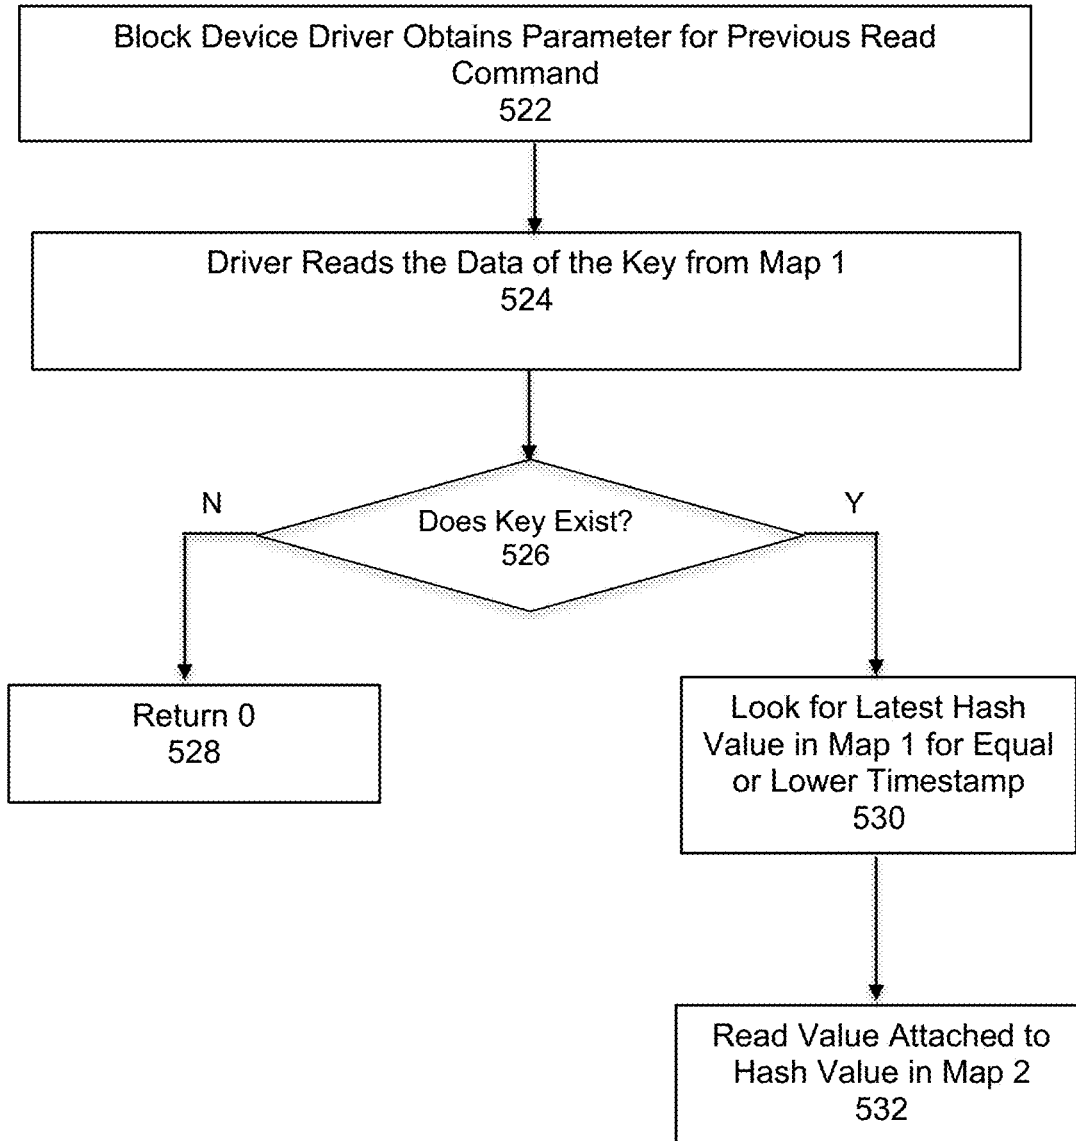 Block Device Driver Obtains Parameter for Previous Read
Command
522
Driver Reads the Data of the Key from Map 1
524
N
Y
Does Key Exist?
526
Return 0
528
Look for Latest Hash
Value in Map 1 for Equal
or Lower Timestamp
530
Read Value Attached to
Hash Value in Map 2
532